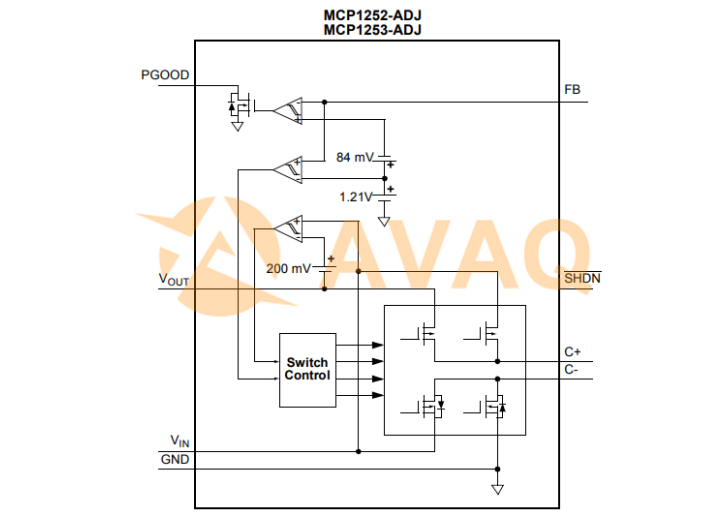 MCP1252-ADJ
MCP1253-ADJ
PGOOD
FB
84 mV
+
1.21V
+
200 mV
+
AVAQ
VOUT
SHDN
Switch
Control
C+
C-
VIN
GND